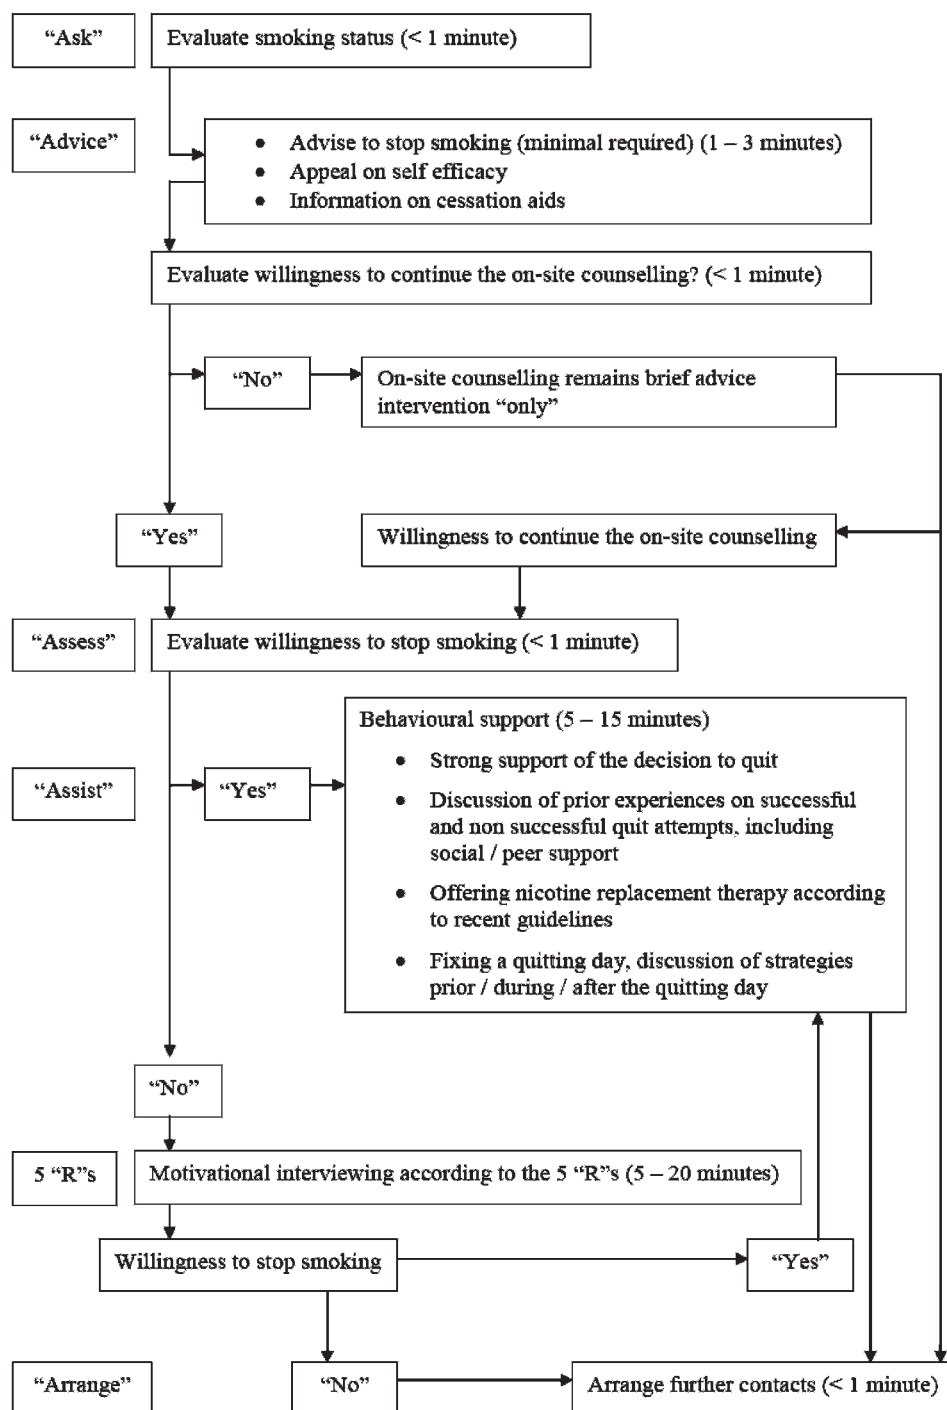 “Ask”
Evaluate smoking status (< 1 minute)
“Advice”
• Advise to stop smoking (minimal required) (1 – 3 minutes)
• Appeal on self efficacy
• Information on cessation aids
Evaluate willingness to continue the on-site counselling? (< 1 minute)
“No”
On-site counselling remains brief advice
intervention “only”
“Yes”
Willingness to continue the on-site counselling
“Assess”
Evaluate willingness to stop smoking (< 1 minute)
Behavioural support (5 – 15 minutes)
• Strong support of the decision to quit
“Assist”
“Yes”
• Discussion of prior experiences on successful
and non successful quit attempts, including
social / peer support
• Offering nicotine replacement therapy according
to recent guidelines
• Fixing a quitting day, discussion of strategies
prior / during / after the quitting day
“No”
5 “R”s
Motivational interviewing according to the 5 “R”s (5 – 20 minutes)
Willingness to stop smoking
“Yes”
“Arrange”
“No”
Arrange further contacts (< 1 minute)